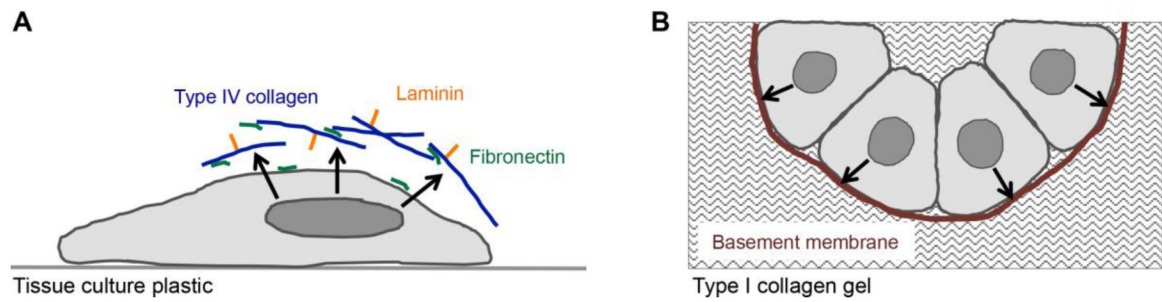 A
Type IV collagen
Laminin
Fibronectin
Tissue culture plastic
B
Basement membrane
Type I collagen gel